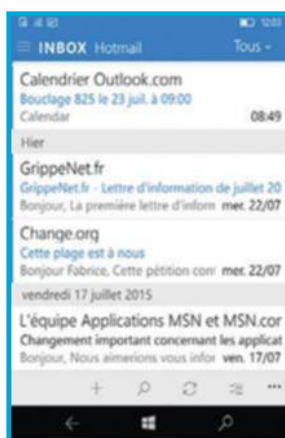 12:03
INBOX Hotmail Tous
Calendrier Outlook.com
Bouclage 825 le 23 juil. à 09:00
Calendar 08:49
Hier
GrippeNet.fr
GrippeNet.fr - Lettre d'information de juillet 20
Bonjour, La première lettre d'inform mer. 22/07
Change.org
Cette plage est à nous
Bonjour Fabrice, Cette pétition com mer. 22/07
vendredi 17 juillet 2015
L'équipe Applications MSN et MSN.cor
Changement important concernant les applicat
Bonjour, Nous aimerions vous infor ven. 17/07